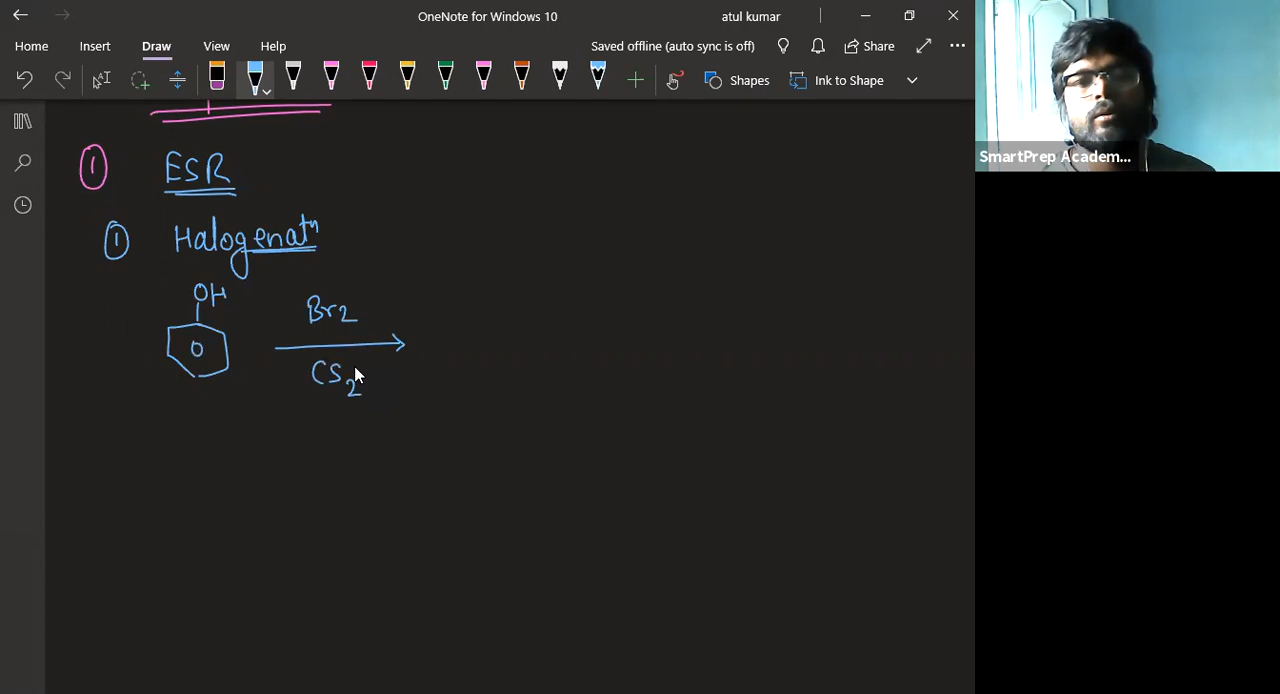 OneNote for Windows 10
atul kumar
Home Insert Draw View Help
Saved offline (auto sync is off)
Share
Shapes
Ink to Shape
SmartPrep Academ...
① ESR
① Halogenatⁿ
OH
Br2
CS2